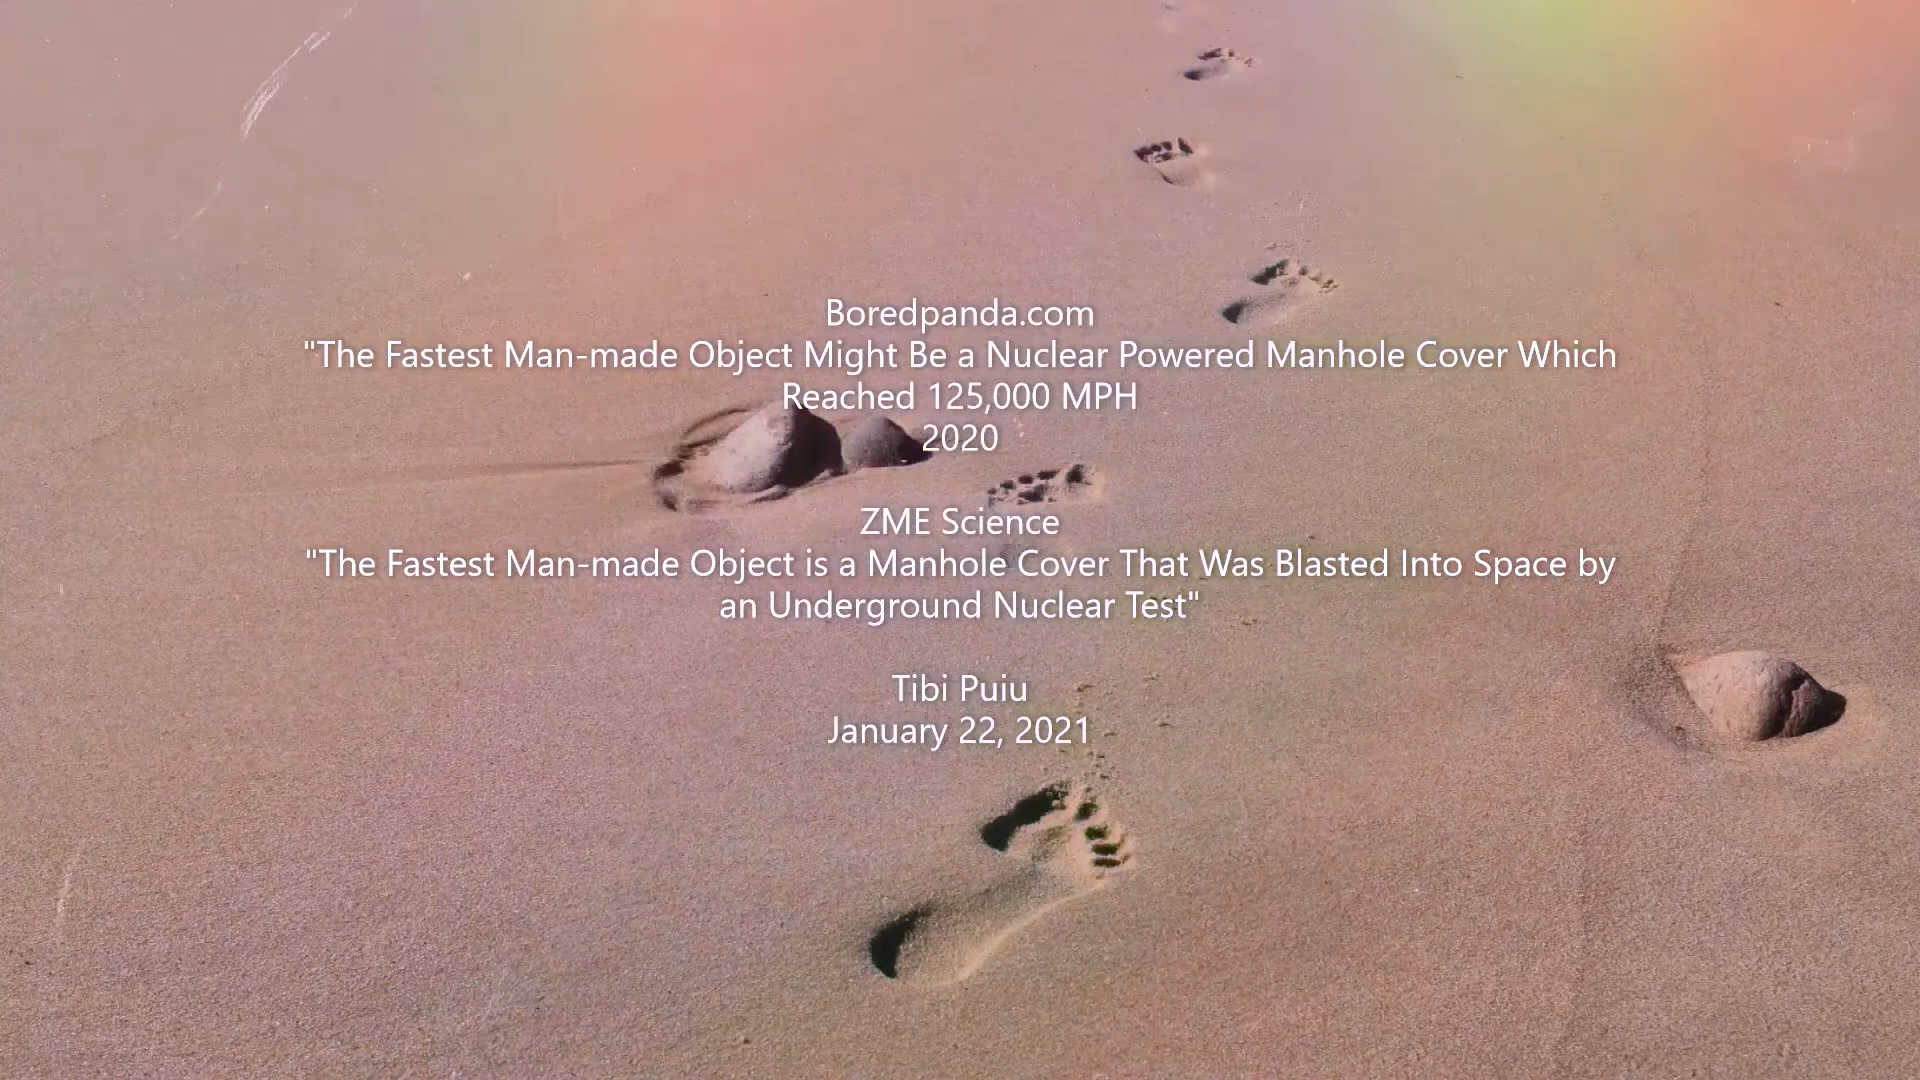 Boredpanda.com
"The Fastest Man-made Object Might Be a Nuclear Powered Manhole Cover Which
Reached 125,000 MPH
2020
ZME Science
"The Fastest Man-made Object is a Manhole Cover That Was Blasted Into Space by
an Underground Nuclear Test"
Tibi Puiu
January 22, 2021